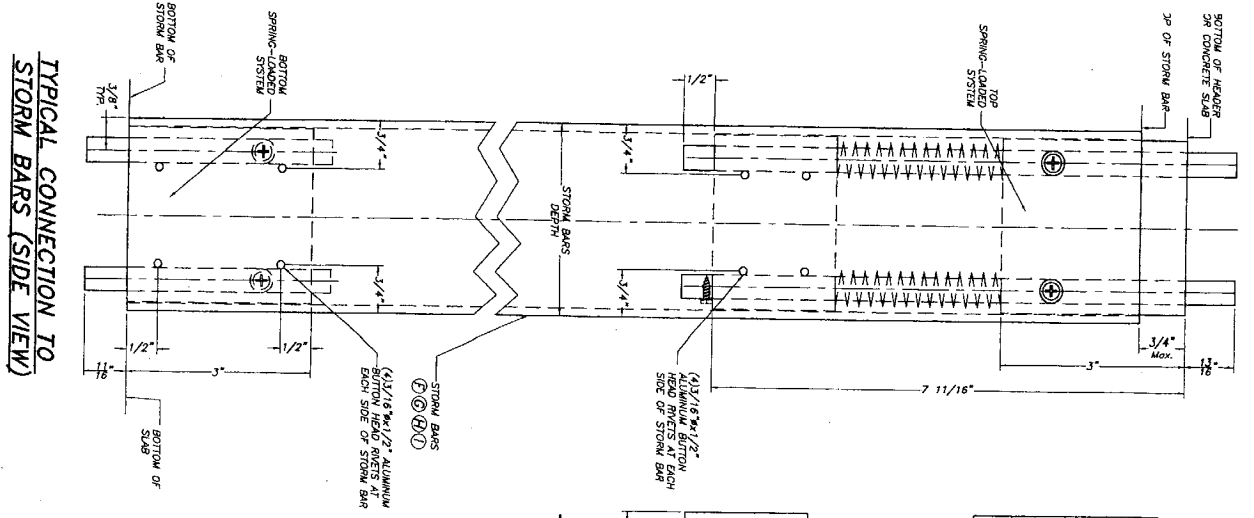 BOTTOM OF HEADER
OR CONCRETE SLAB
OP OF STORM BAR
TOP
SPRING-LOADED
SYSTEM
1/2"
BOTTOM
SPRING-LOADED
SYSTEM
BOTTOM OF
STORM BAR
3/8"
TYP.
3/4"
3/4"
STORM BARS
DEPTH
3/4"
3/4"
3/4"
Max.
13
16"
3"
7 11/16"
1/2"
1/2"
11
16"
3"
(4)3/16"øx1/2"
ALUMINUM BUTTON
HEAD RIVETS AT EACH
SIDE OF STORM BAR
STORM BARS
F G H I
(4)3/16"øx1/2" ALUMINUM
BUTTON HEAD RIVETS AT
EACH SIDE OF STORM BAR
BOTTOM OF
SLAB
TYPICAL CONNECTION TO
STORM BARS (SIDE VIEW)